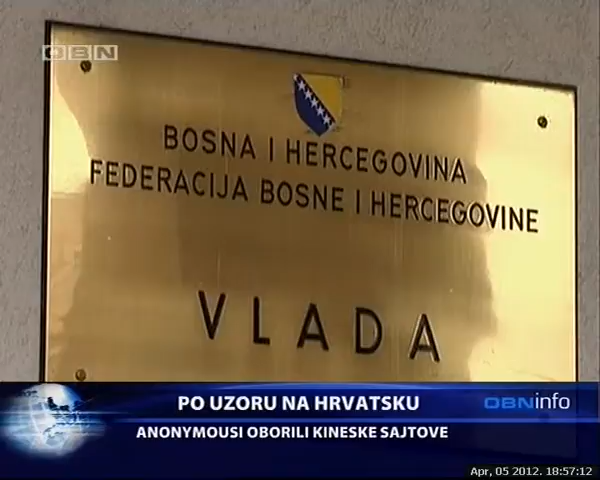 OBN
BOSNA I HERCEGOVINA
FEDERACIJA BOSNE I HERCEGOVINE
VLADA
PO UZORU NA HRVATSKU
OBNinfo
ANONYMOUSI OBORILI KINESKE SAJTOVE
Apr, 05 2012. 18:57:12